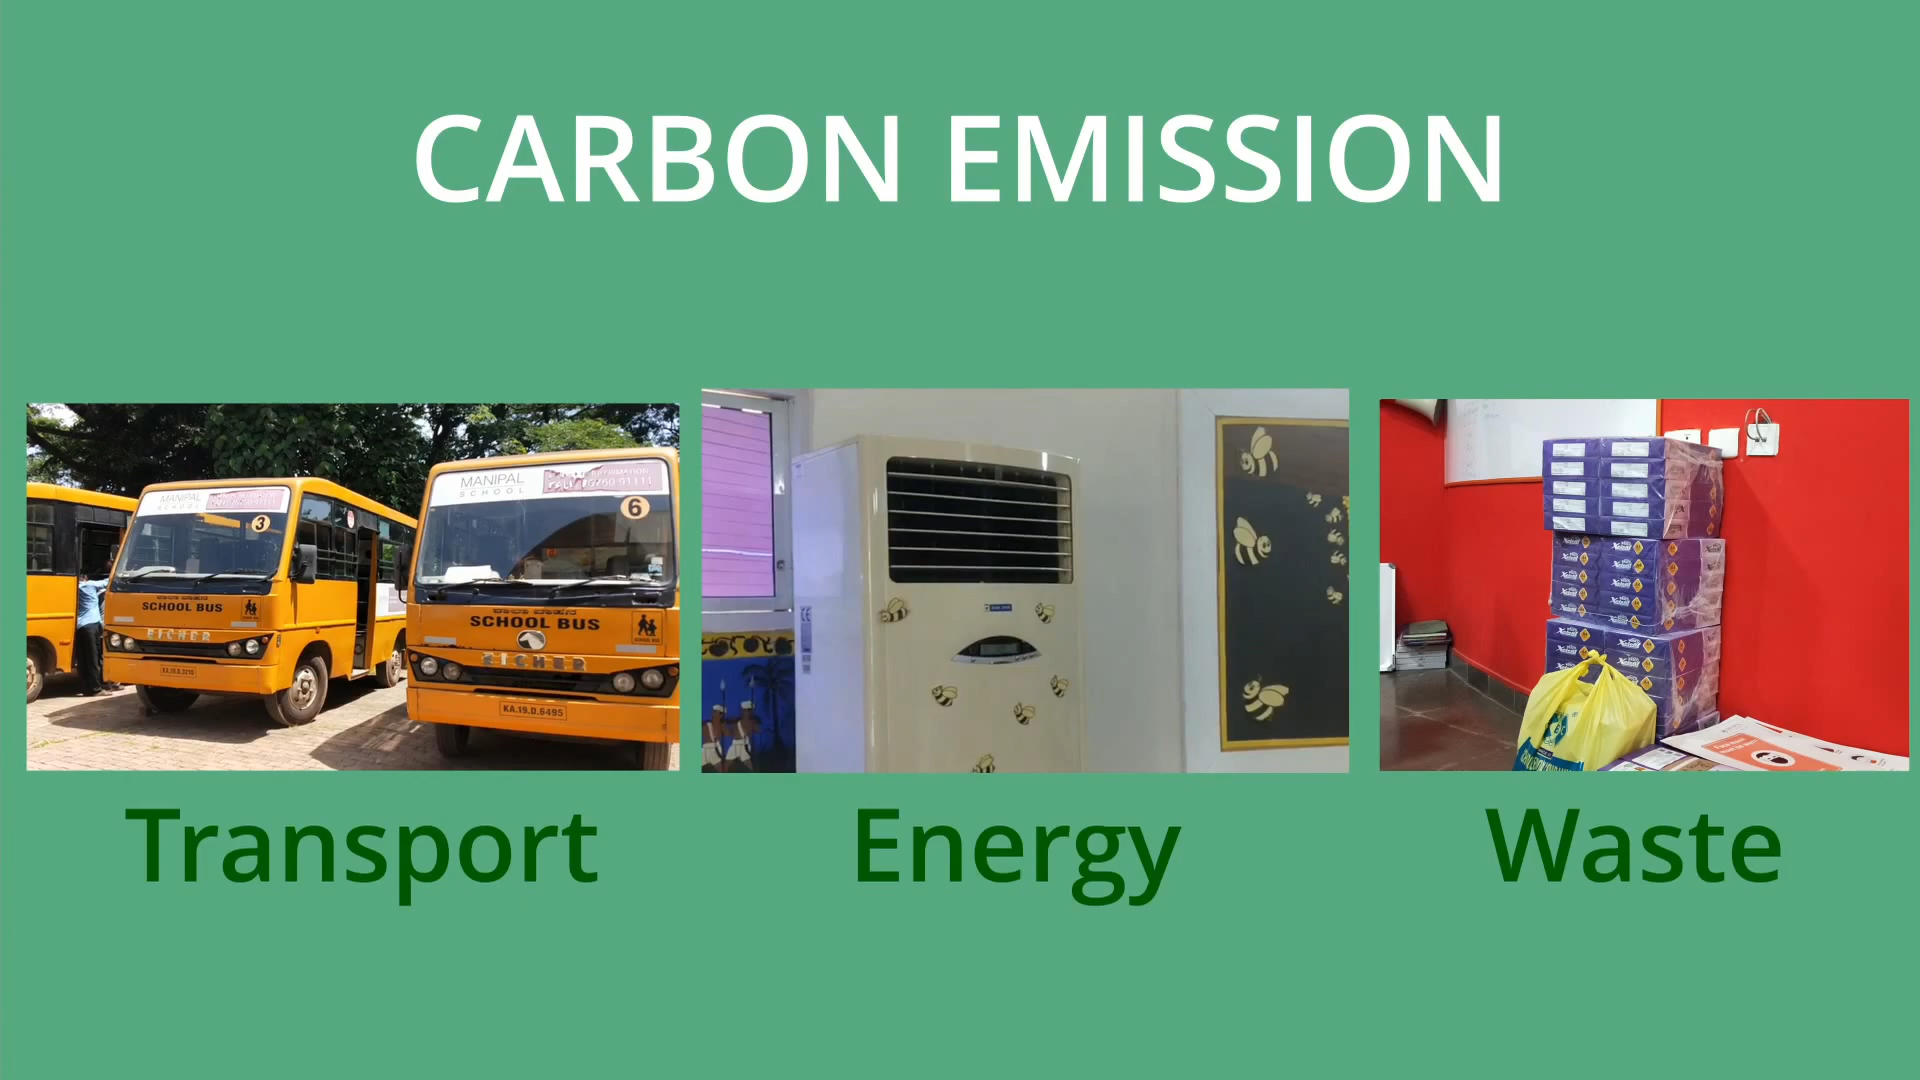 CARBON EMISSION
MANIPAL
SCHOOL
3
SCHOOL BUS
EICHER
MANIPAL
SCHOOL
6
ಶಾಲಾ ವಾಹನ
SCHOOL BUS
EICHER
KA.19.D.6495
Transport
Energy
Waste